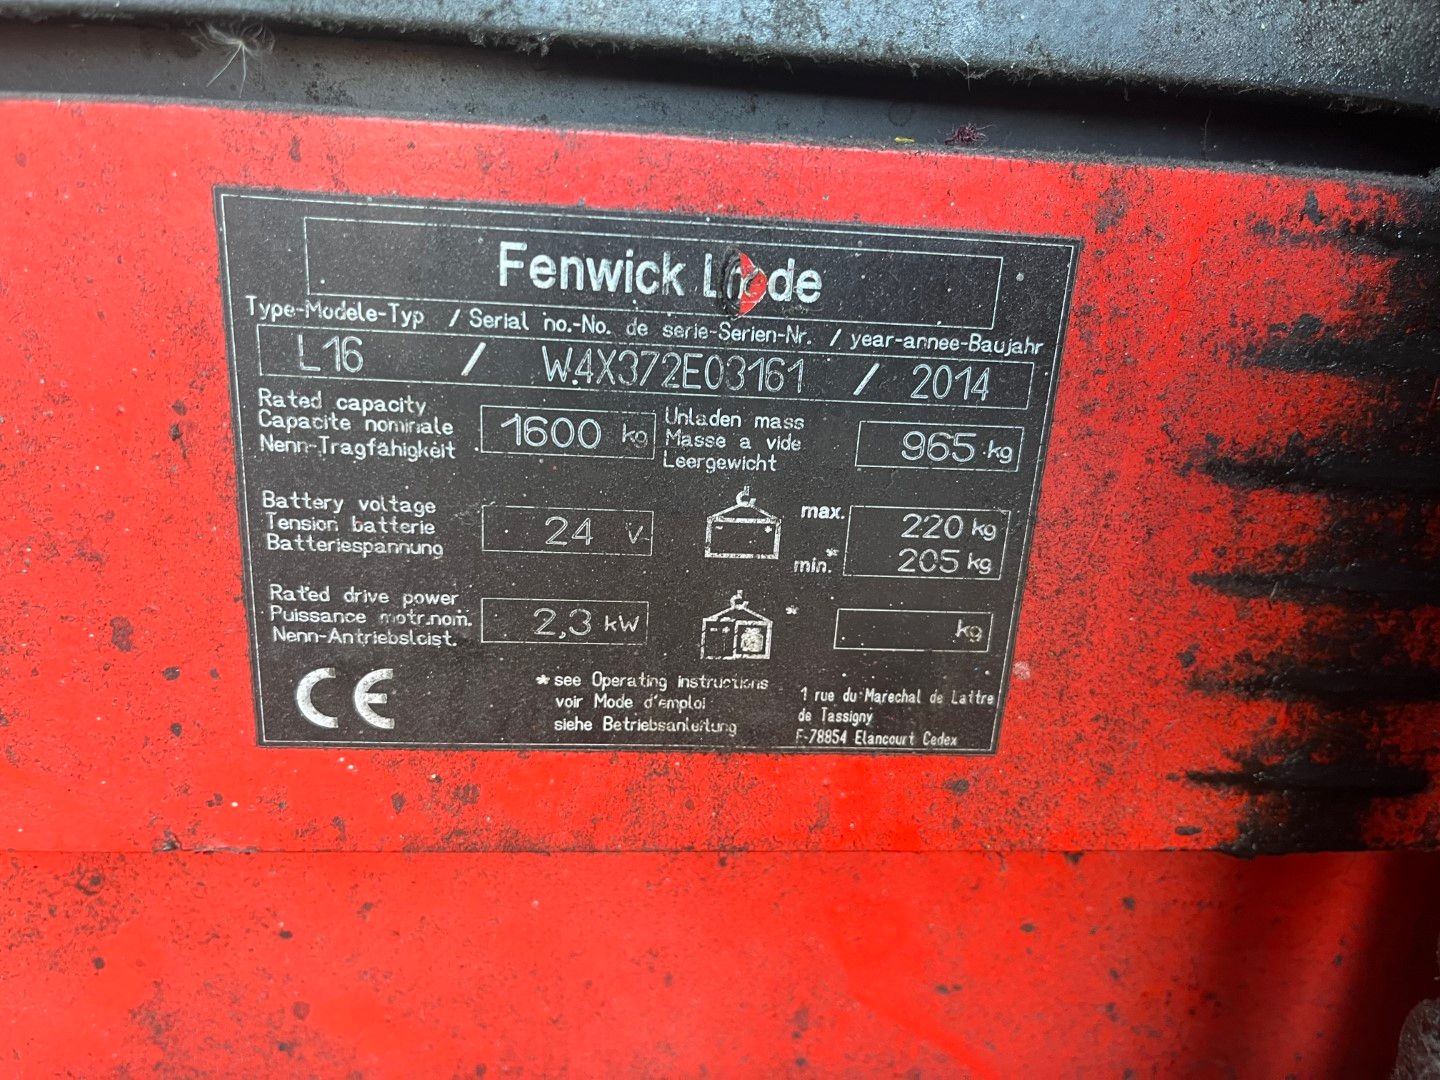 Fenwick Linde
Type-Modele-Typ / Serial no.-No. de serie-Serien-Nr. / year-annee-Baujahr
L16 / W4X372E03161 / 2014
Rated capacity
Capacite nominale
Nenn-Tragfähigkeit
1600 kg
Unladen mass
Masse a vide
Leergewicht
965 kg
Battery voltage
Tension batterie
Batteriespannung
24 V
max. 220 kg
min.* 205 kg
Rated drive power
Puissance motr.nom.
Nenn-Antriebsleist.
2,3 kW
* kg
CE
* see Operating instructions
voir Mode d'emploi
siehe Betriebsanleitung
1 rue du Marechal de Lattre
de Tassigny
F-78854 Elancourt Cedex